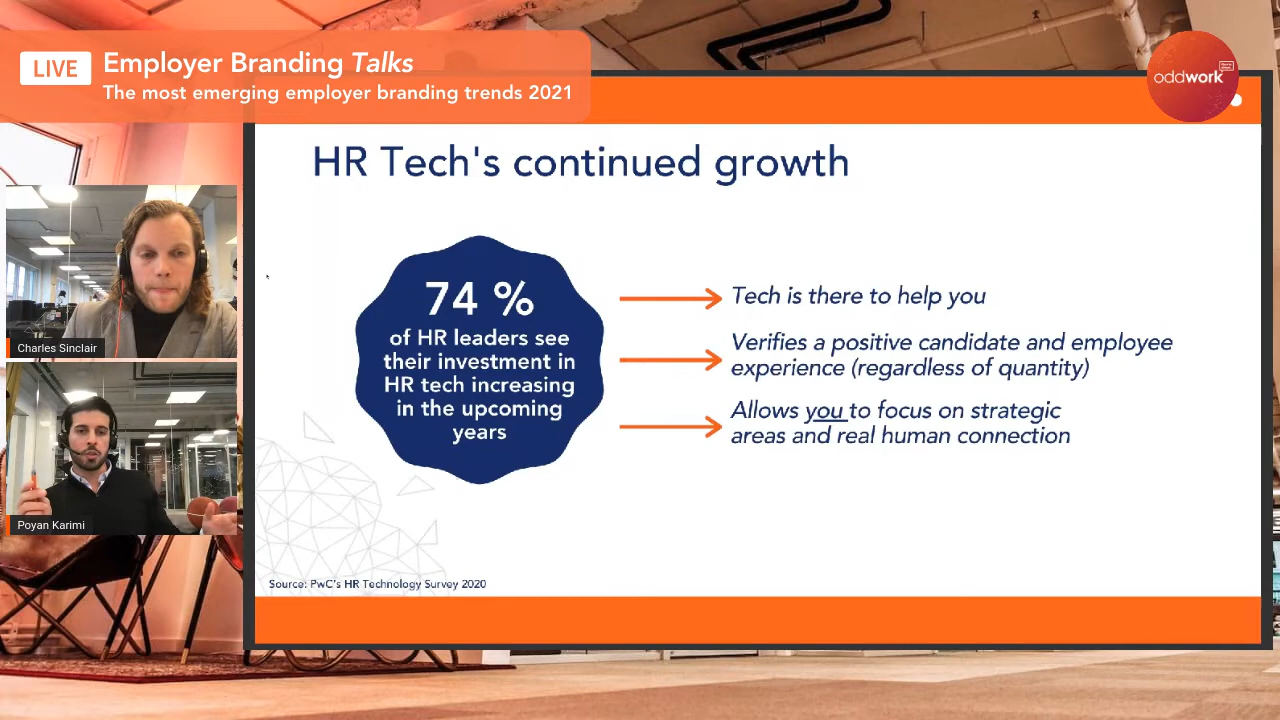 LIVE
Employer Branding Talks
The most emerging employer branding trends 2021
oddwork
HR Tech's continued growth
74 %
of HR leaders see
their investment in
HR tech increasing
in the upcoming
years
Tech is there to help you
Verifies a positive candidate and employee
experience (regardless of quantity)
Allows you to focus on strategic
areas and real human connection
Charles Sinclair
Poyan Karimi
Source: PwC's HR Technology Survey 2020